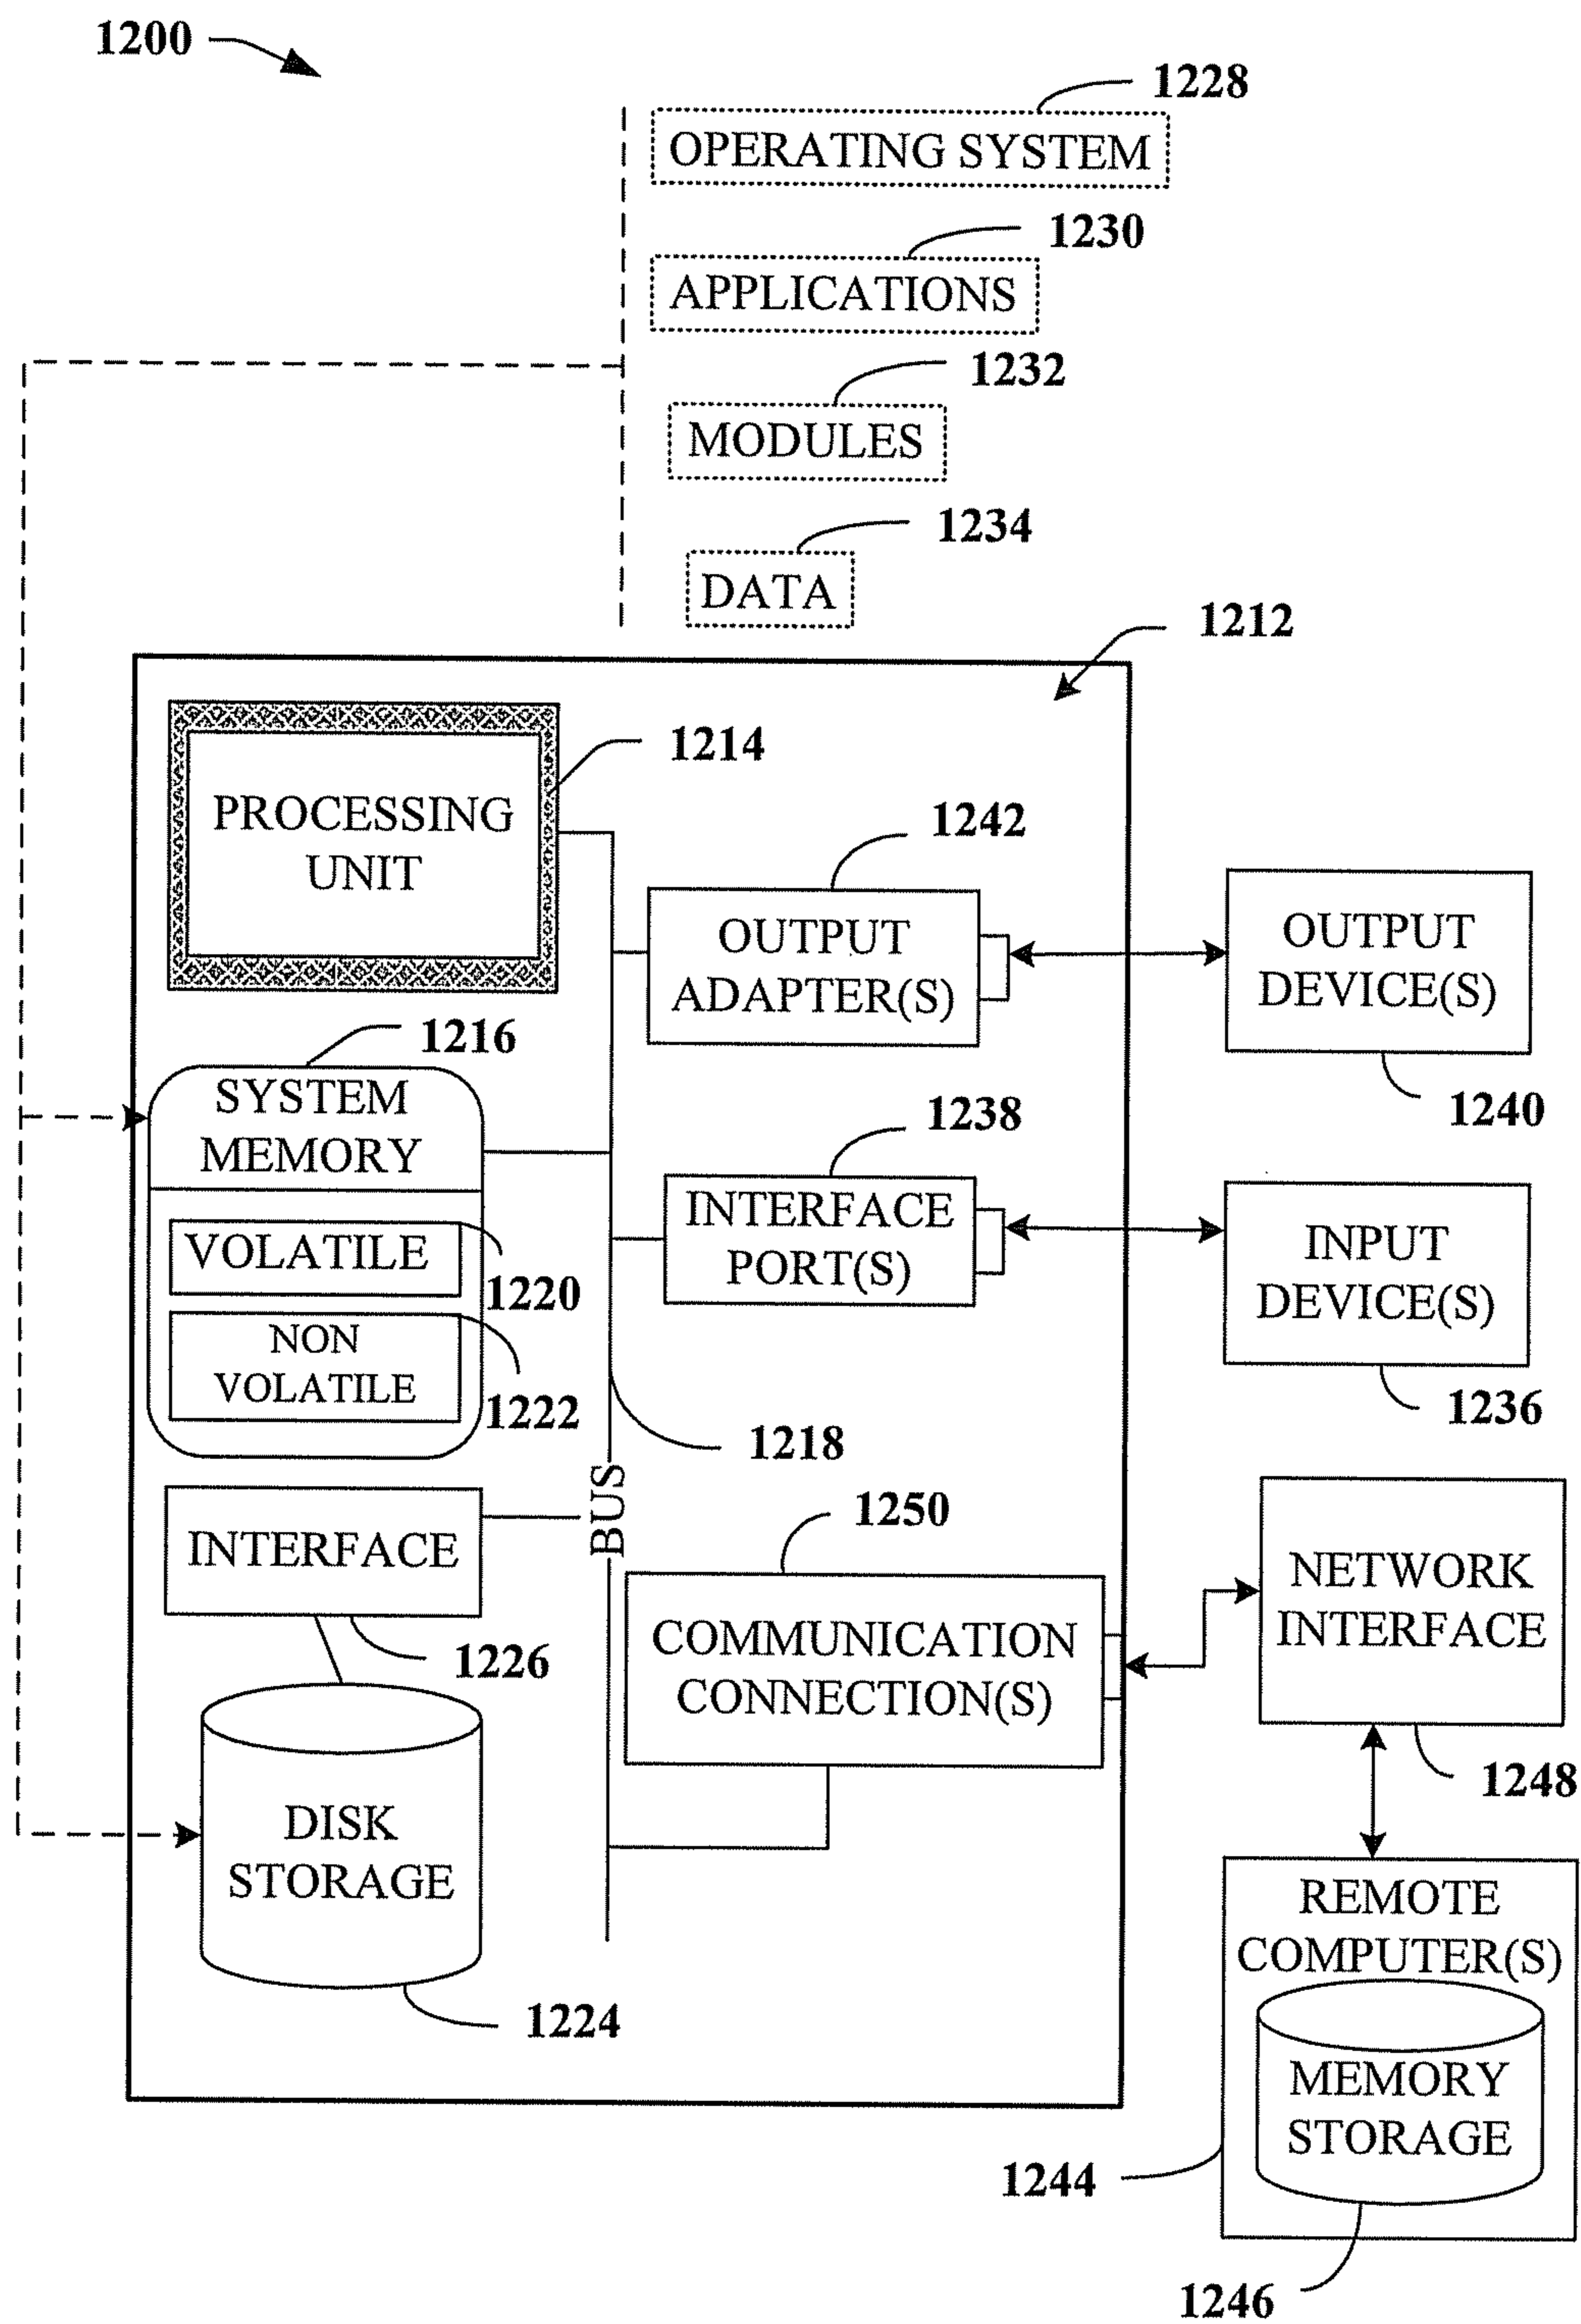 1200
1228
OPERATING SYSTEM
1230
APPLICATIONS
1232
MODULES
1234
DATA
1212
PROCESSING
UNIT
1214
1242
OUTPUT
ADAPTER(S)
OUTPUT
DEVICE(S)
1240
1216
SYSTEM
MEMORY
VOLATILE
1220
NON
VOLATILE
1222
1238
INTERFACE
PORT(S)
INPUT
DEVICE(S)
1236
1218
BUS
INTERFACE
1226
1250
COMMUNICATION
CONNECTION(S)
NETWORK
INTERFACE
1248
DISK
STORAGE
1224
REMOTE
COMPUTER(S)
MEMORY
STORAGE
1244
1246